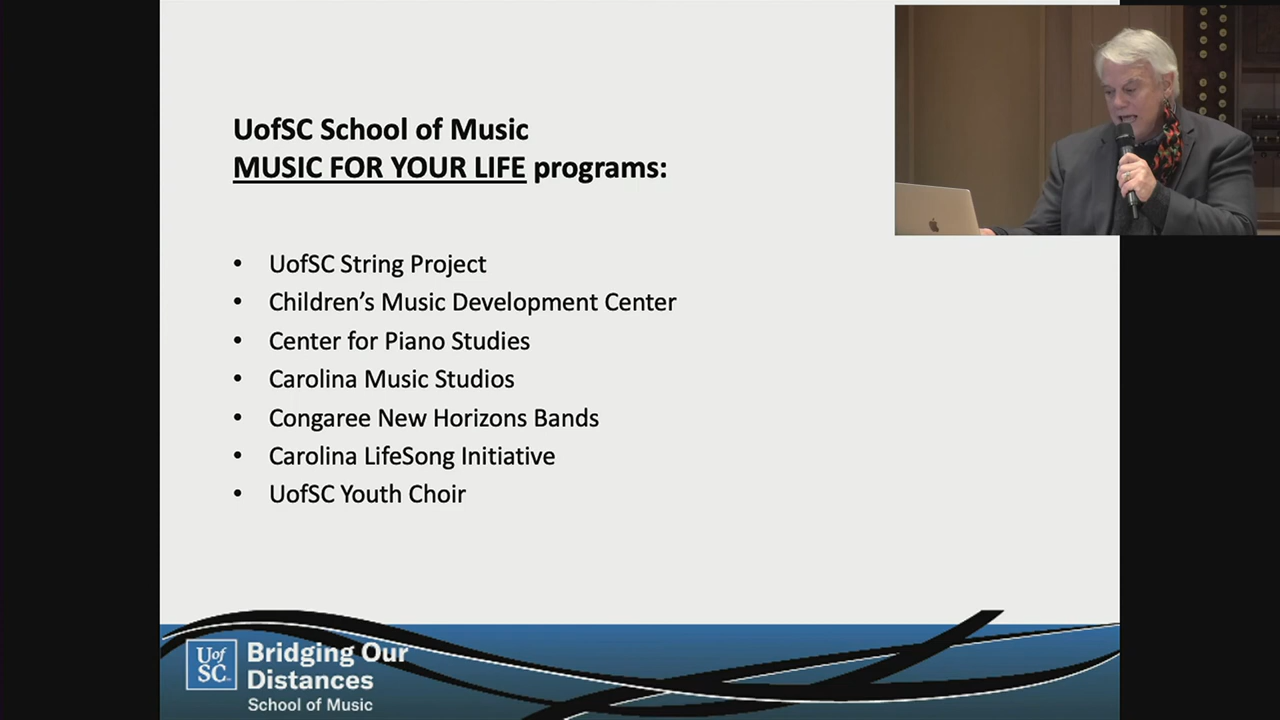 UofSC School of Music
MUSIC FOR YOUR LIFE programs:
• UofSC String Project
• Children's Music Development Center
• Center for Piano Studies
• Carolina Music Studios
• Congaree New Horizons Bands
• Carolina LifeSong Initiative
• UofSC Youth Choir
UofSC
Bridging Our
Distances
School of Music